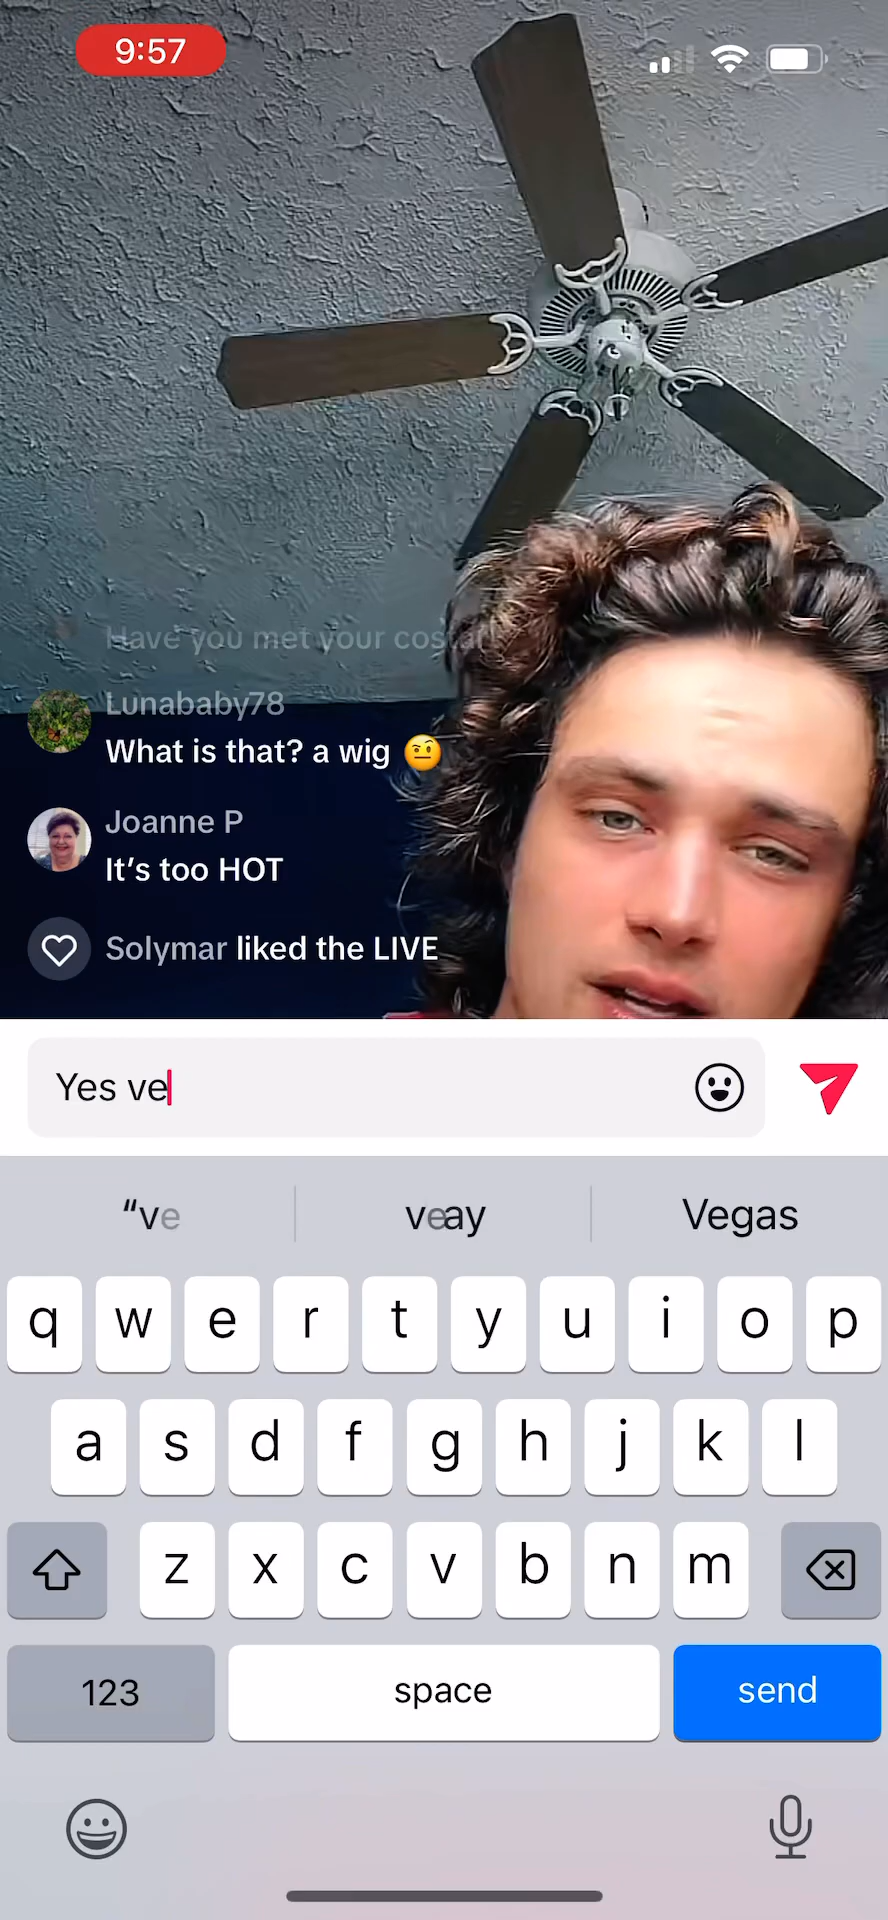 9:57
Have you met your costar
Lunababy78
What is that? a wig 🤨
Joanne P
It's too HOT
Solymar liked the LIVE
Yes ve
"ve veay Vegas
q w e r t y u i o p
a s d f g h j k l
z x c v b n m
123 space send